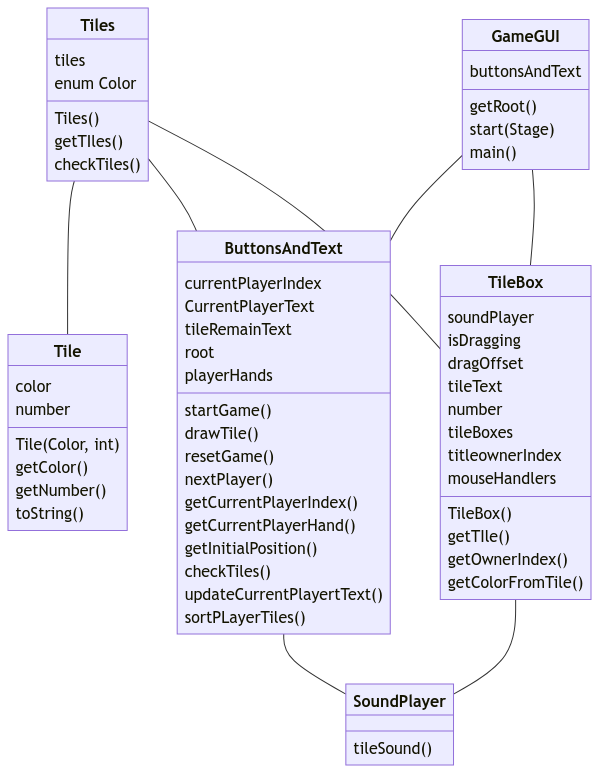 Tiles
tiles
enum Color
Tiles()
getTIles()
checkTiles()
GameGUI
buttonsAndText
getRoot()
start(Stage)
main()
ButtonsAndText
currentPlayerIndex
CurrentPlayerText
tileRemainText
root
playerHands
startGame()
drawTile()
resetGame()
nextPlayer()
getCurrentPlayerIndex()
getCurrentPlayerHand()
getInitialPosition()
checkTiles()
updateCurrentPlayertText()
sortPLayerTiles()
TileBox
soundPlayer
isDragging
dragOffset
tileText
number
tileBoxes
titleownerIndex
mouseHandlers
TileBox()
getTIle()
getOwnerIndex()
getColorFromTile()
Tile
color
number
Tile(Color, int)
getColor()
getNumber()
toString()
SoundPlayer
tileSound()